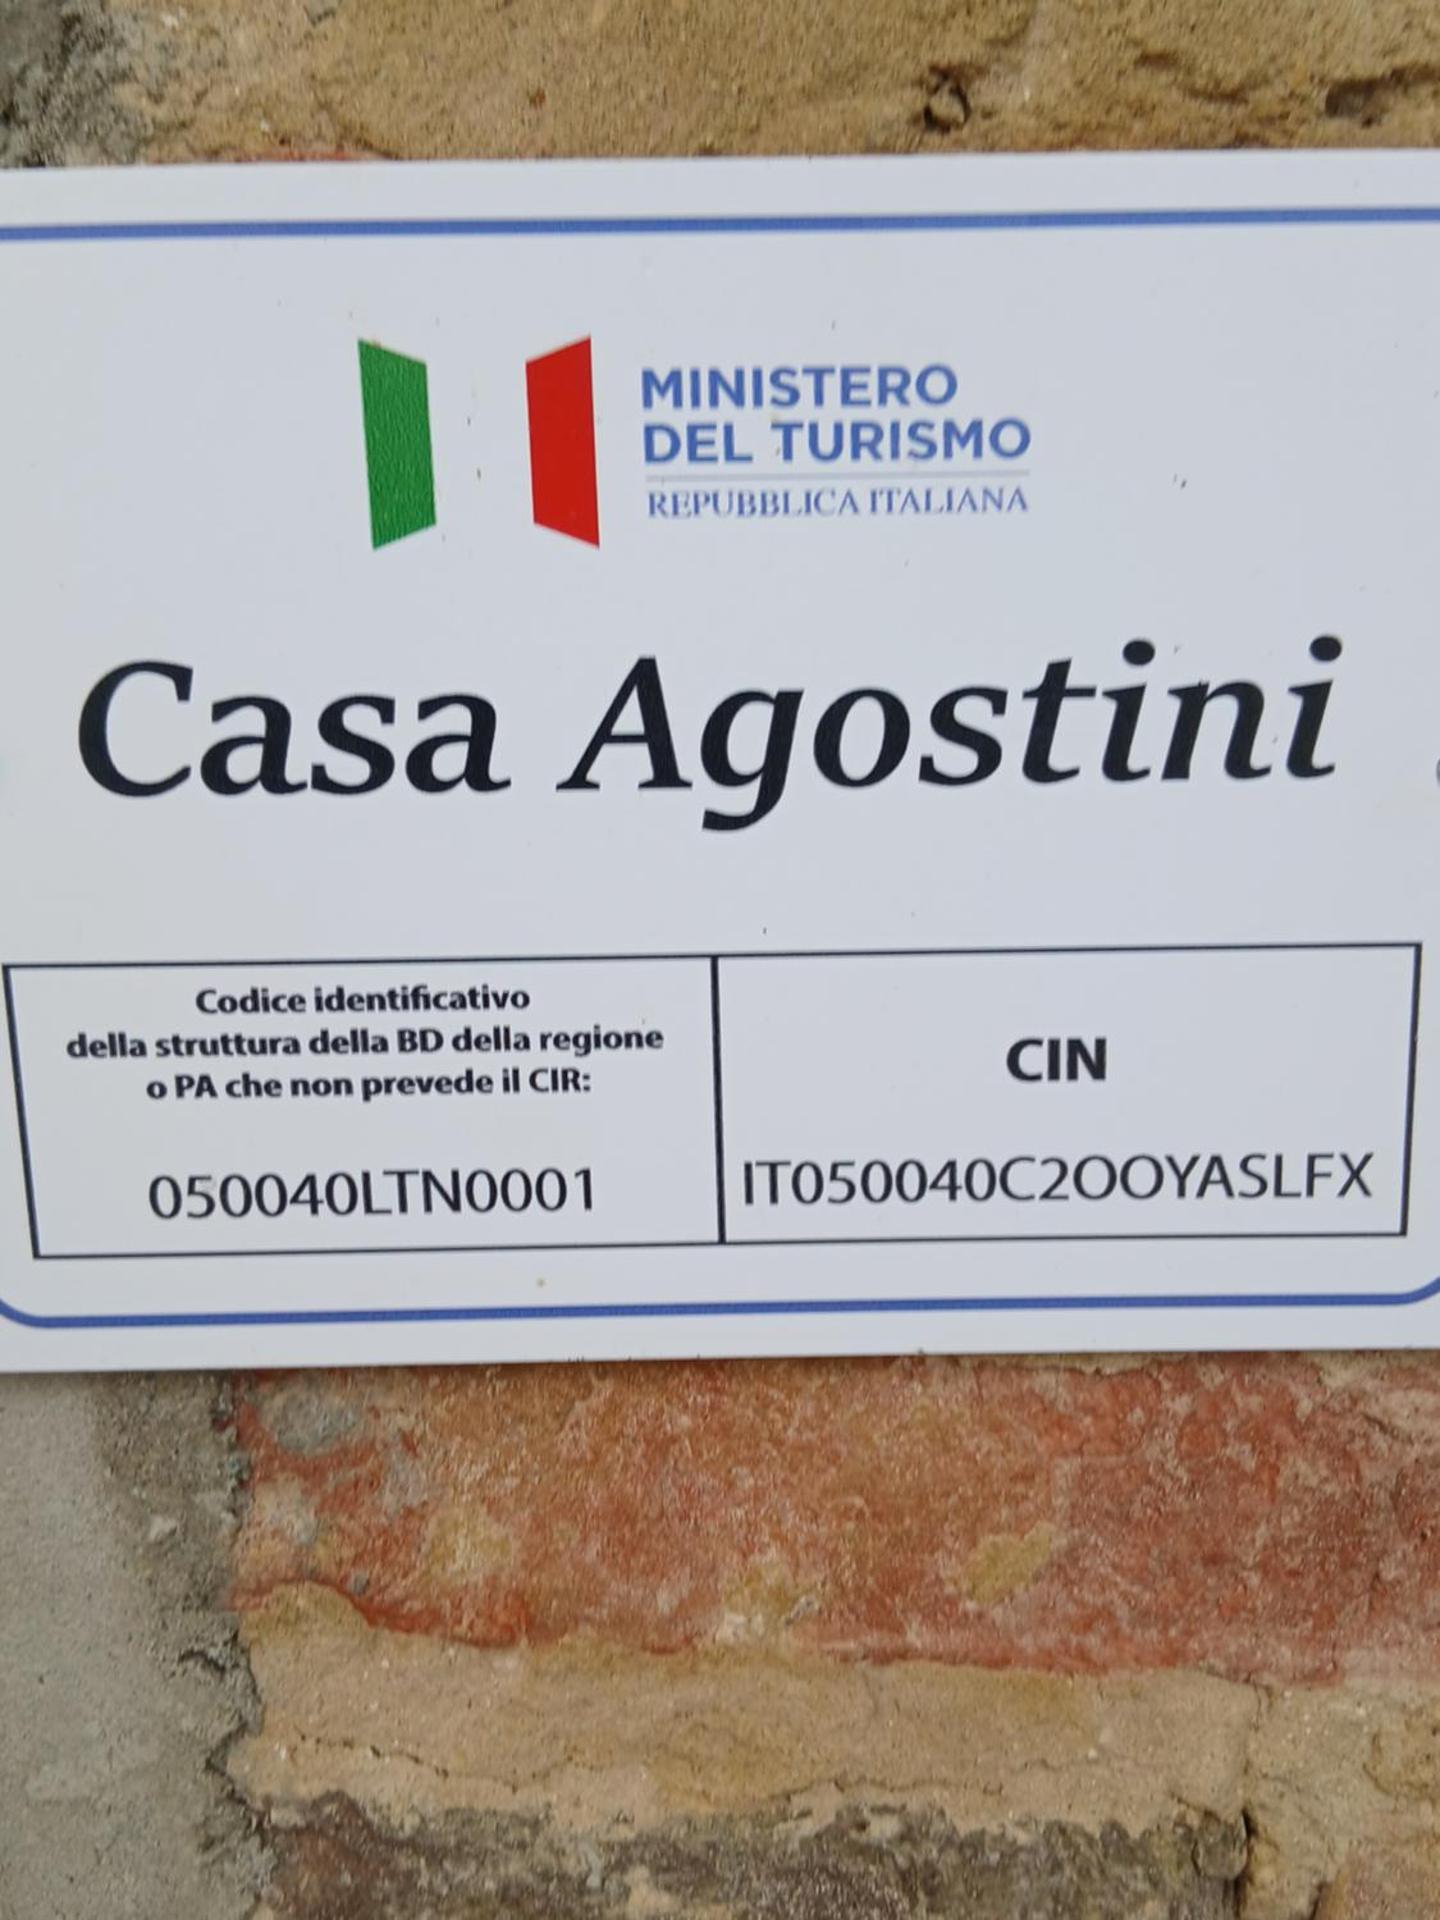 MINISTERO
DEL TURISMO
REPUBBLICA ITALIANA
Casa Agostini
Codice identificativo
della struttura della BD della regione
o PA che non prevede il CIR:
050040LTN0001
CIN
IT050040C2OOYASLFX